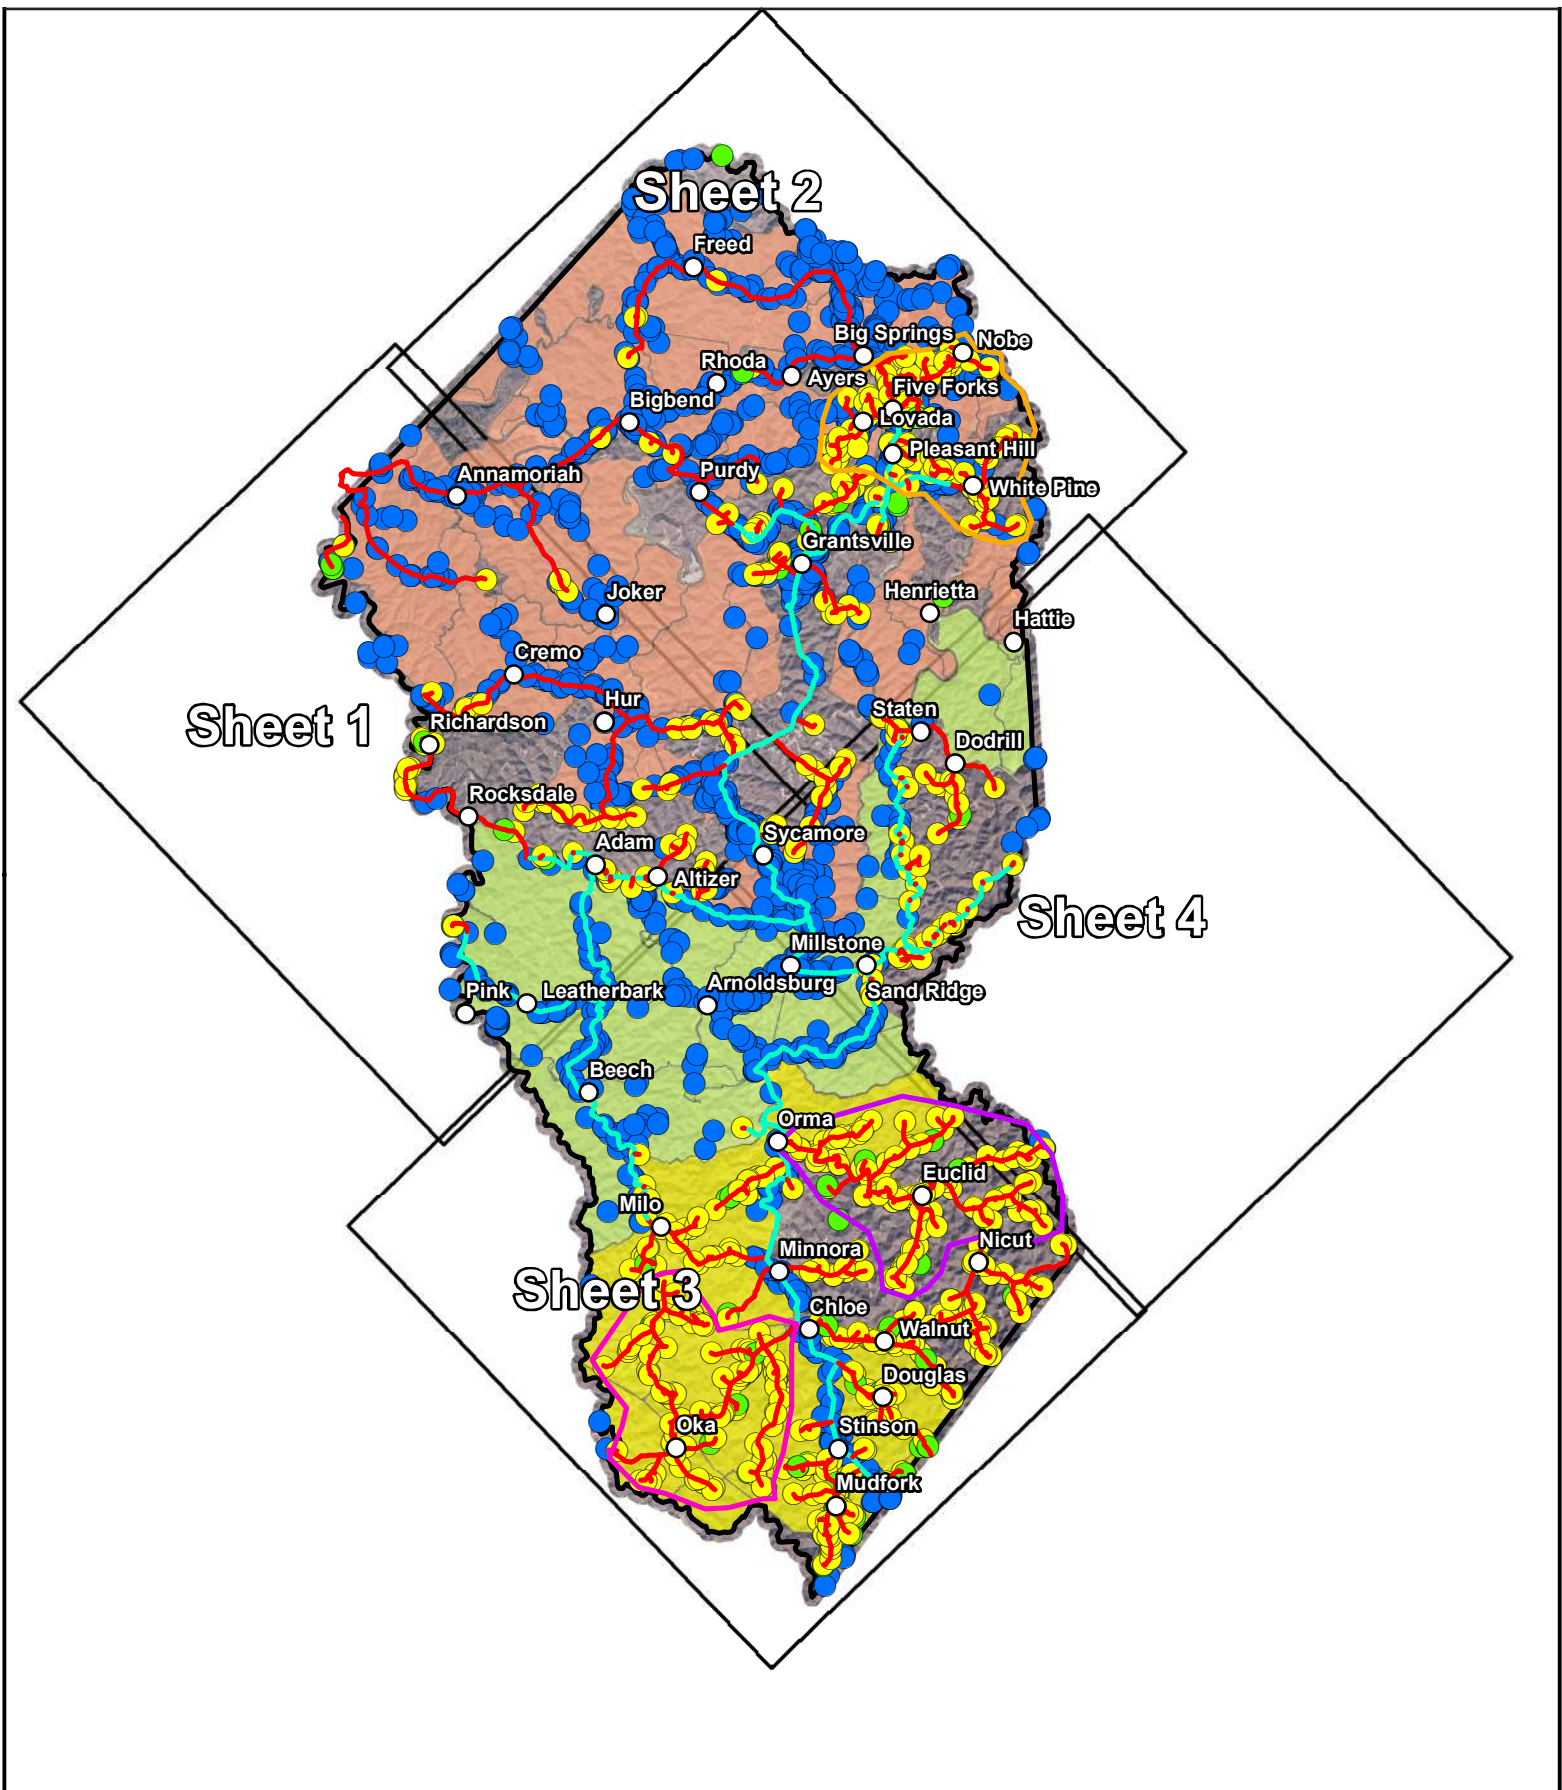 Sheet 2
Freed
Big Springs
Nobe
Rhoda
Ayers
Five Forks
Bigbend
Lovada
Pleasant Hill
Purdy
Annamoriah
White Pine
Grantsville
Joker
Henrietta
Hattie
Cremo
Hur
Staten
Sheet 1
Richardson
Dodrill
Rocksdale
Sycamore
Adam
Altizer
Sheet 4
Millstone
Pink
Leatherbark
Arnoldsburg
Sand Ridge
Beech
Orma
Euclid
Milo
Nicut
Minnora
Sheet 3
Chloe
Walnut
Douglas
Oka
Stinson
Mudfork